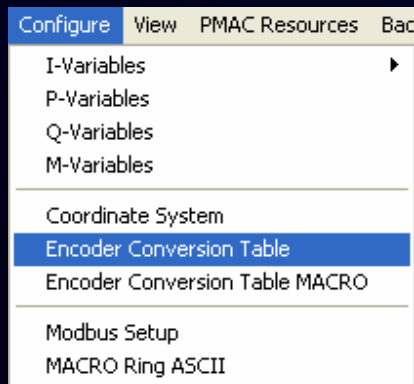 Configure View PMAC Resources Bac
I-Variables
P-Variables
Q-Variables
M-Variables
Coordinate System
Encoder Conversion Table
Encoder Conversion Table MACRO
Modbus Setup
MACRO Ring ASCII